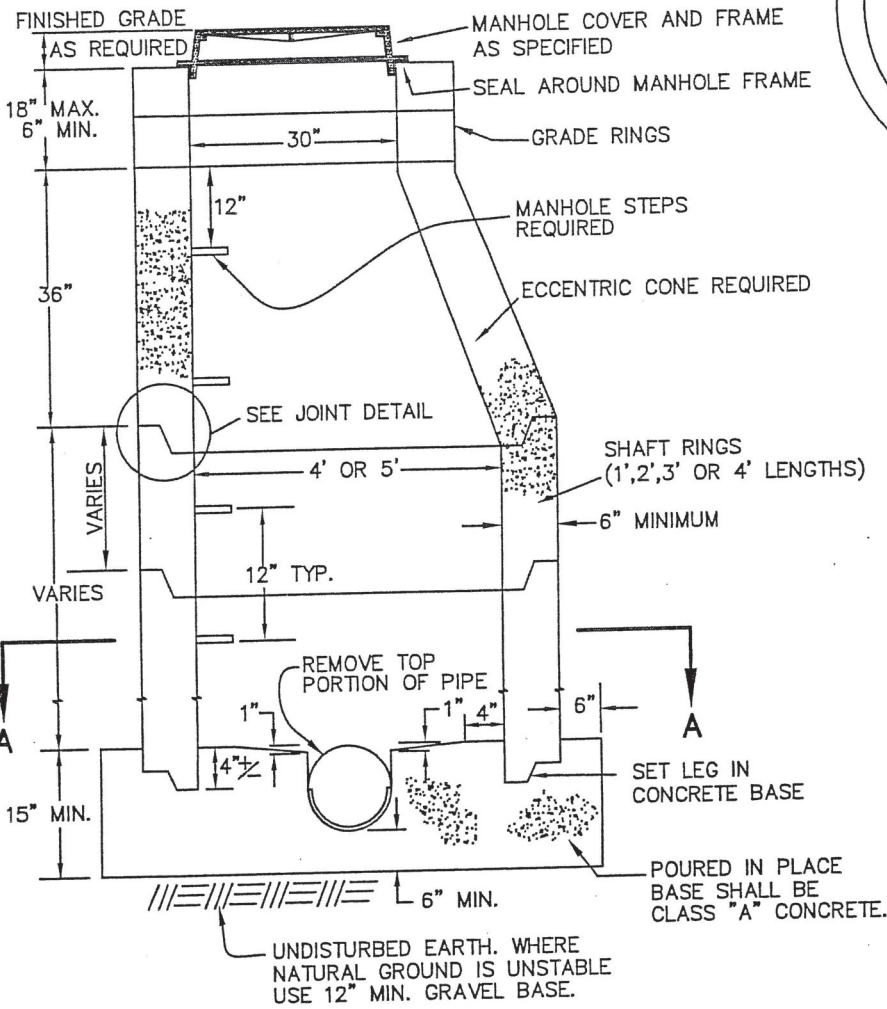 FINISHED GRADE
AS REQUIRED
MANHOLE COVER AND FRAME
AS SPECIFIED
SEAL AROUND MANHOLE FRAME
18" MAX.
6" MIN.
30"
GRADE RINGS
12"
MANHOLE STEPS
REQUIRED
36"
ECCENTRIC CONE REQUIRED
SEE JOINT DETAIL
SHAFT RINGS
(1',2',3' OR 4' LENGTHS)
4' OR 5'
VARIES
6" MINIMUM
12" TYP.
VARIES
REMOVE TOP
PORTION OF PIPE
1"
1"
4"
6"
A
A
4"+/-
SET LEG IN
CONCRETE BASE
15" MIN.
6" MIN.
POURED IN PLACE
BASE SHALL BE
CLASS "A" CONCRETE.
UNDISTURBED EARTH. WHERE
NATURAL GROUND IS UNSTABLE
USE 12" MIN. GRAVEL BASE.